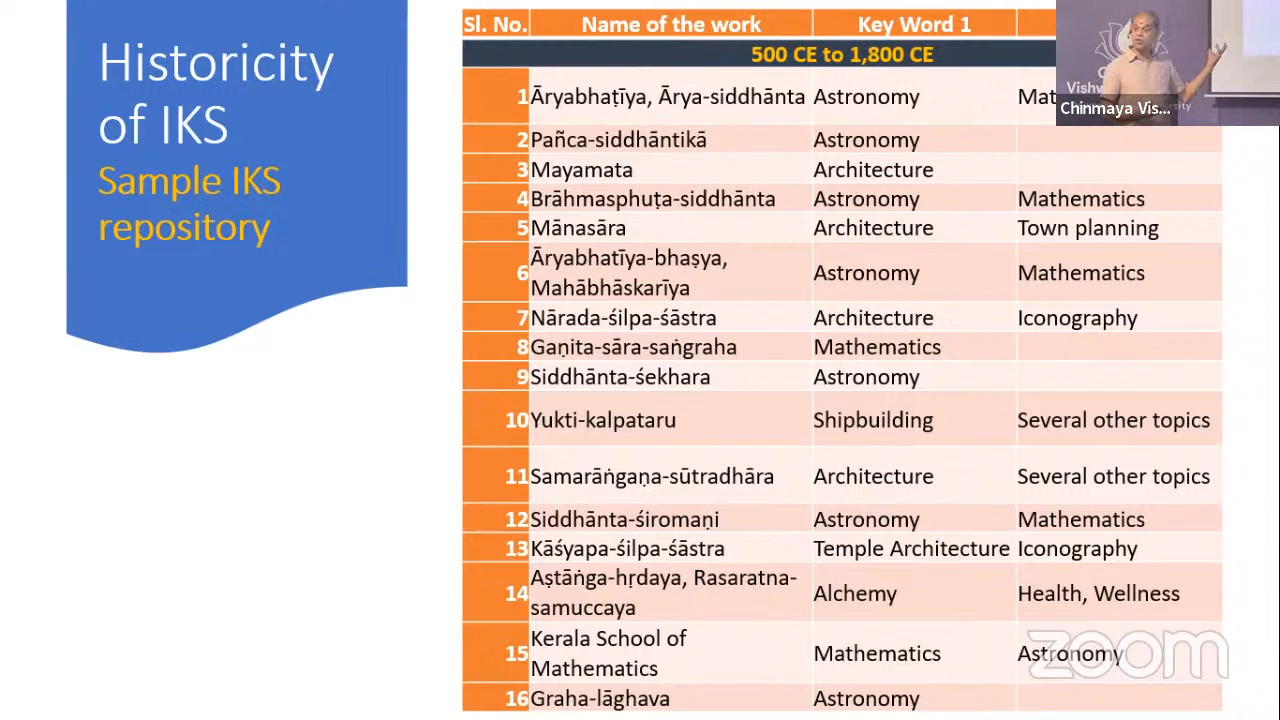 Historicity
of IKS
Sample IKS
repository
Sl. No. Name of the work Key Word 1
500 CE to 1,800 CE
1 Āryabhaṭīya, Ārya-siddhānta Astronomy
2 Pañca-siddhāntikā Astronomy
3 Mayamata Architecture
4 Brāhmasphuṭa-siddhānta Astronomy Mathematics
5 Mānasāra Architecture Town planning
6 Āryabhatīya-bhaṣya,
Mahābhāskarīya Astronomy Mathematics
7 Nārada-śilpa-śāstra Architecture Iconography
8 Gaṇita-sāra-saṅgraha Mathematics
9 Siddhānta-śekhara Astronomy
10 Yukti-kalpataru Shipbuilding Several other topics
11 Samarāṅgaṇa-sūtradhāra Architecture Several other topics
12 Siddhānta-śiromaṇi Astronomy Mathematics
13 Kāśyapa-śilpa-śāstra Temple Architecture Iconography
14 Aṣtāṅga-hṛdaya, Rasaratna-
samuccaya Alchemy Health, Wellness
15 Kerala School of
Mathematics Mathematics Astronomy
16 Graha-lāghava Astronomy
Chinmaya Vis...
zoom